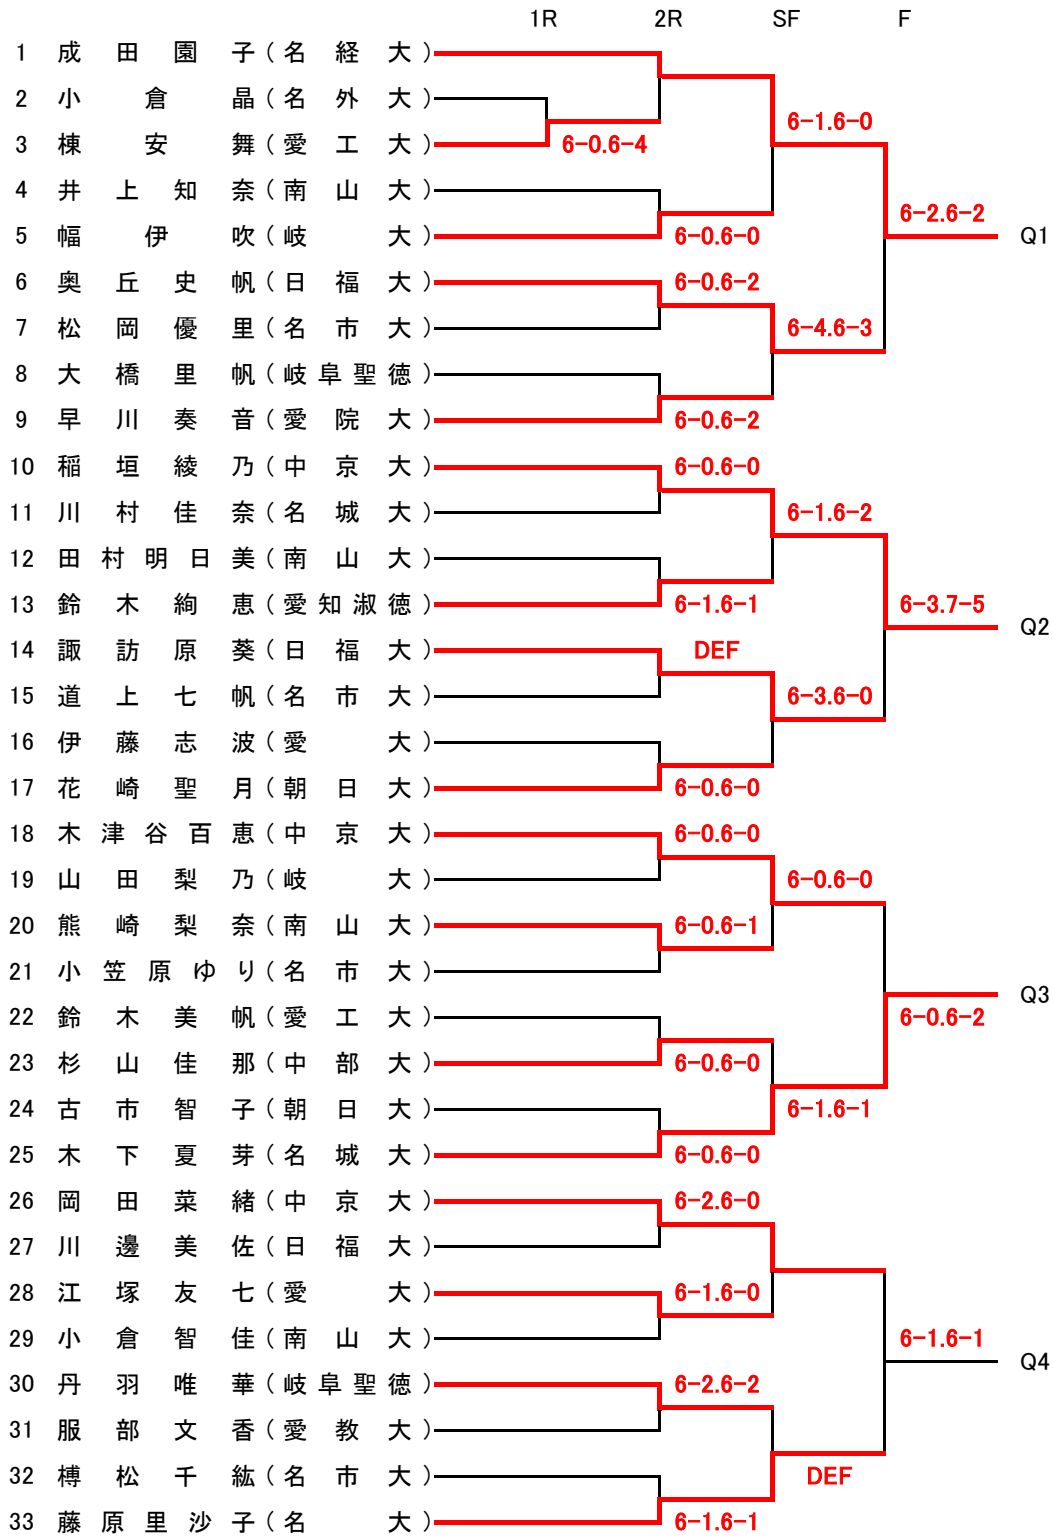 1R 2R SF F
1 成田園子(名経大)
2 小倉晶(名外大)
6-1.6-0
3 棟安舞(愛工大) 6-0.6-4
4 井上知奈(南山大)
6-2.6-2
5 幅伊吹(岐大) 6-0.6-0 Q1
6 奥丘史帆(日福大) 6-0.6-2
7 松岡優里(名市大) 6-4.6-3
8 大橋里帆(岐阜聖徳)
9 早川奏音(愛院大) 6-0.6-2
10 稲垣綾乃(中京大) 6-0.6-0
11 川村佳奈(名城大) 6-1.6-2
12 田村明日美(南山大)
13 鈴木絢恵(愛知淑徳) 6-1.6-1 6-3.7-5
Q2
14 諏訪原葵(日福大) DEF
15 道上七帆(名市大) 6-3.6-0
16 伊藤志波(愛大)
17 花崎聖月(朝日大) 6-0.6-0
18 木津谷百恵(中京大) 6-0.6-0
19 山田梨乃(岐大) 6-0.6-0
20 熊崎梨奈(南山大) 6-0.6-1
21 小笠原ゆり(名市大)
Q3
22 鈴木美帆(愛工大) 6-0.6-2
23 杉山佳那(中部大) 6-0.6-0
24 古市智子(朝日大) 6-1.6-1
25 木下夏芽(名城大) 6-0.6-0
26 岡田菜緒(中京大) 6-2.6-0
27 川邊美佐(日福大)
28 江塚友七(愛大) 6-1.6-0
29 小倉智佳(南山大) 6-1.6-1
Q4
30 丹羽唯華(岐阜聖徳) 6-2.6-2
31 服部文香(愛教大)
32 榑松千紘(名市大) DEF
33 藤原里沙子(名大) 6-1.6-1